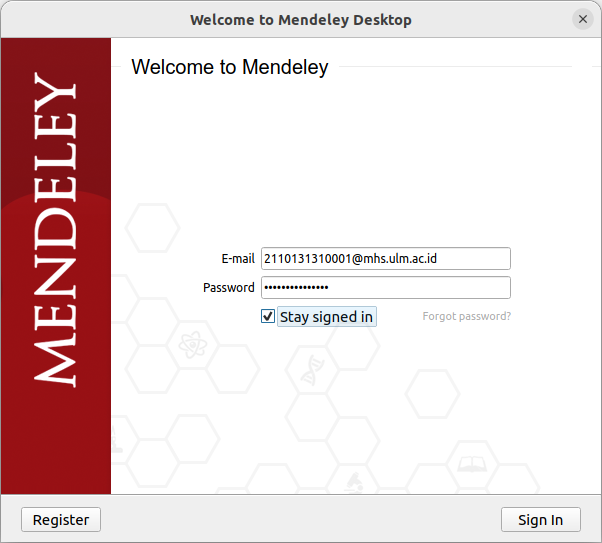 Welcome to Mendeley Desktop
MENDELEY
Welcome to Mendeley
E-mail 2110131310001@mhs.ulm.ac.id
Password •••••••••••••••
Stay signed in Forgot password?
Register Sign In